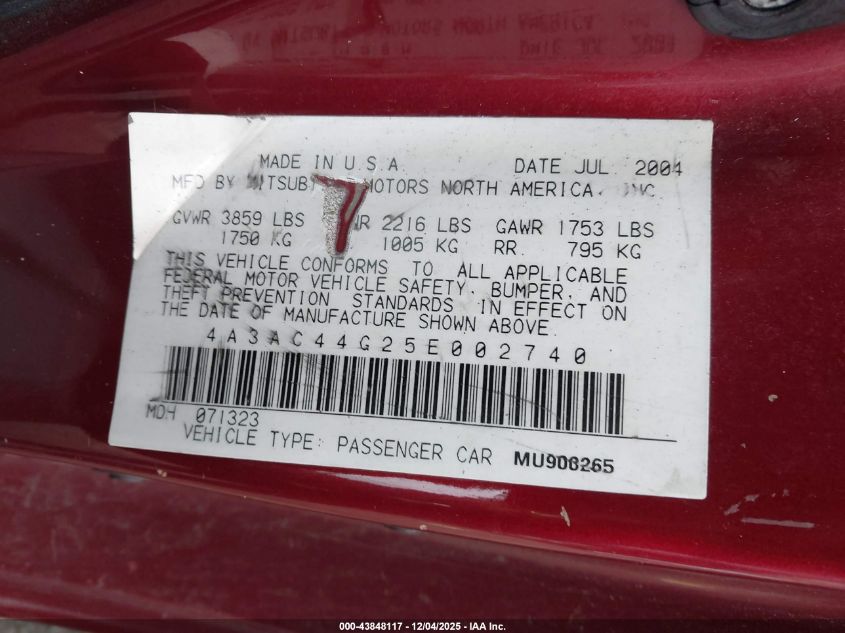 MADE IN U.S.A. DATE JUL 2004
MFD BY MITSUBI MOTORS NORTH AMERICA, INC
GVWR 3859 LBS WR 2216 LBS GAWR 1753 LBS
1750 KG 1005 KG RR. 795 KG
THIS VEHICLE CONFORMS TO ALL APPLICABLE
FEDERAL MOTOR VEHICLE SAFETY, BUMPER, AND
THEFT PREVENTION STANDARDS IN EFFECT ON
THE DATE OF MANUFACTURE SHOWN ABOVE.
4A3AC44G25E002740
MDH 071323
VEHICLE TYPE: PASSENGER CAR MU908265
000-43848117 - 12/04/2025 - IAA Inc.